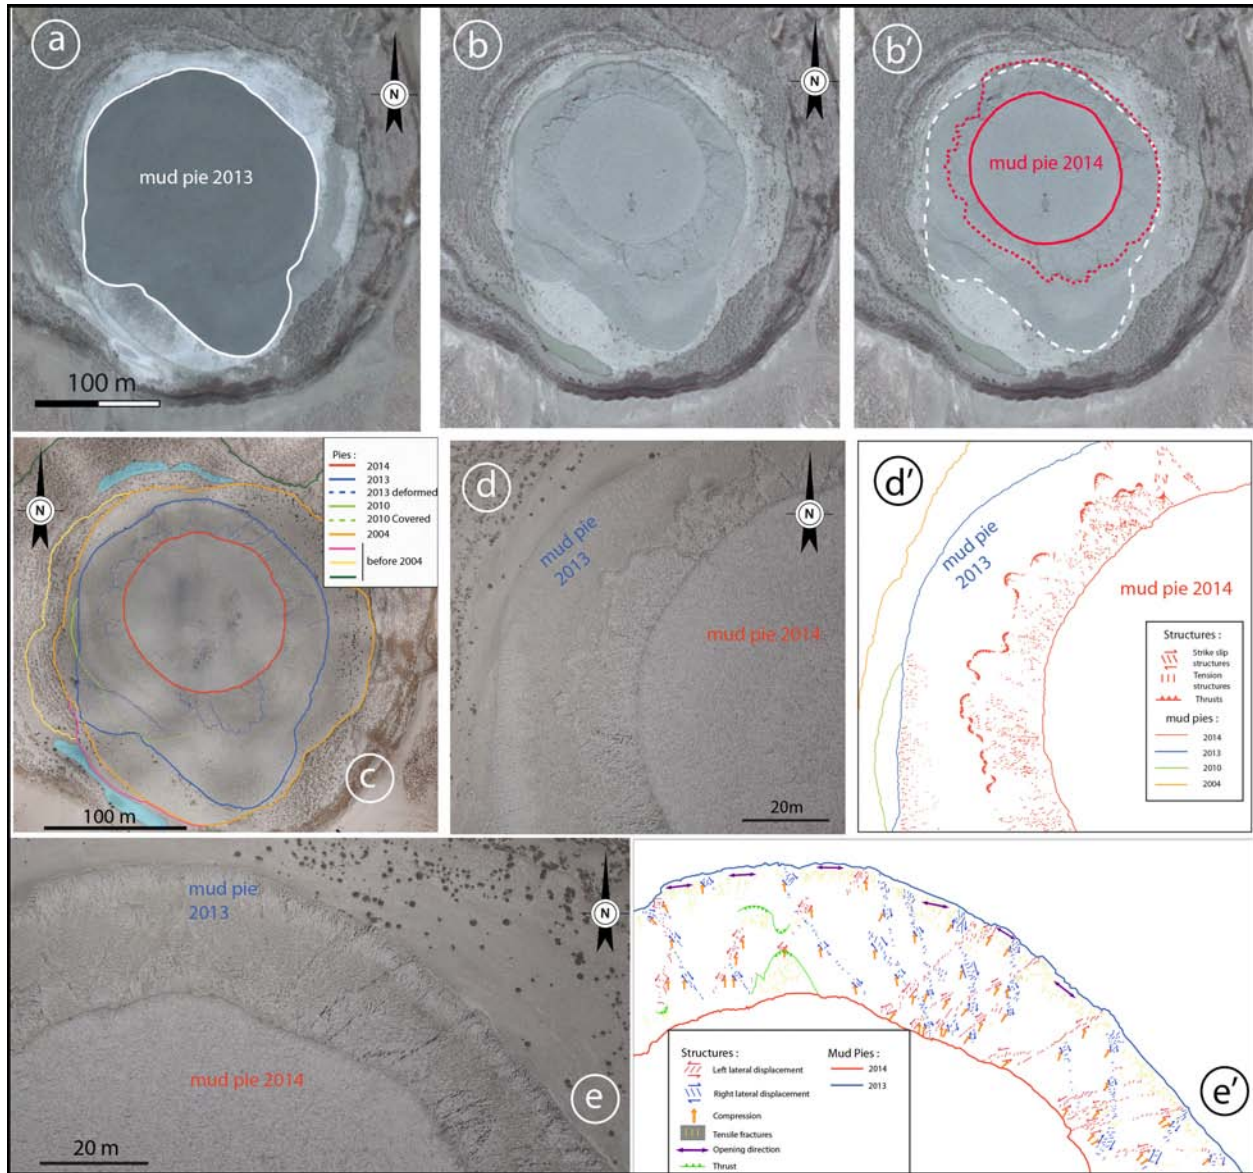 a
N
mud pie 2013
100 m
b
N
b'
N
mud pie 2014
c
N
Pies :
2014
2013
2013 deformed
2010
2010 Covered
2004
before 2004
100 m
d
N
mud pie
2013
mud pie 2014
20m
d'
mud pie
2013
mud pie 2014
Structures :
Strike slip
structures
Tension
structures
Thrusts
mud pies :
2014
2013
2010
2004
e
N
mud pie
2013
mud pie 2014
20 m
e'
Structures :
Left lateral displacement
Right lateral displacement
Compression
Tensile fractures
Opening direction
Thrust
Mud Pies :
2014
2013